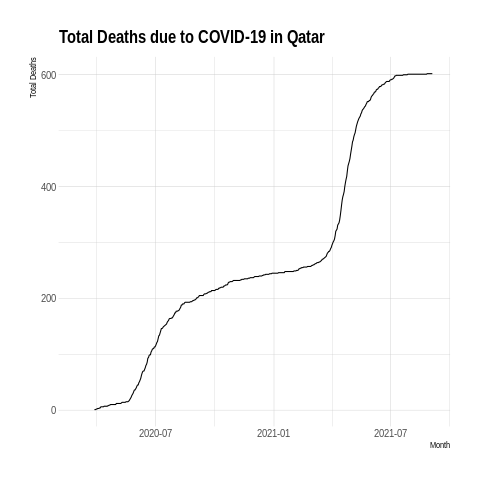 Total Deaths due to COVID-19 in Qatar
Total Deaths
600
400
200
0
2020-07
2021-01
2021-07
Month